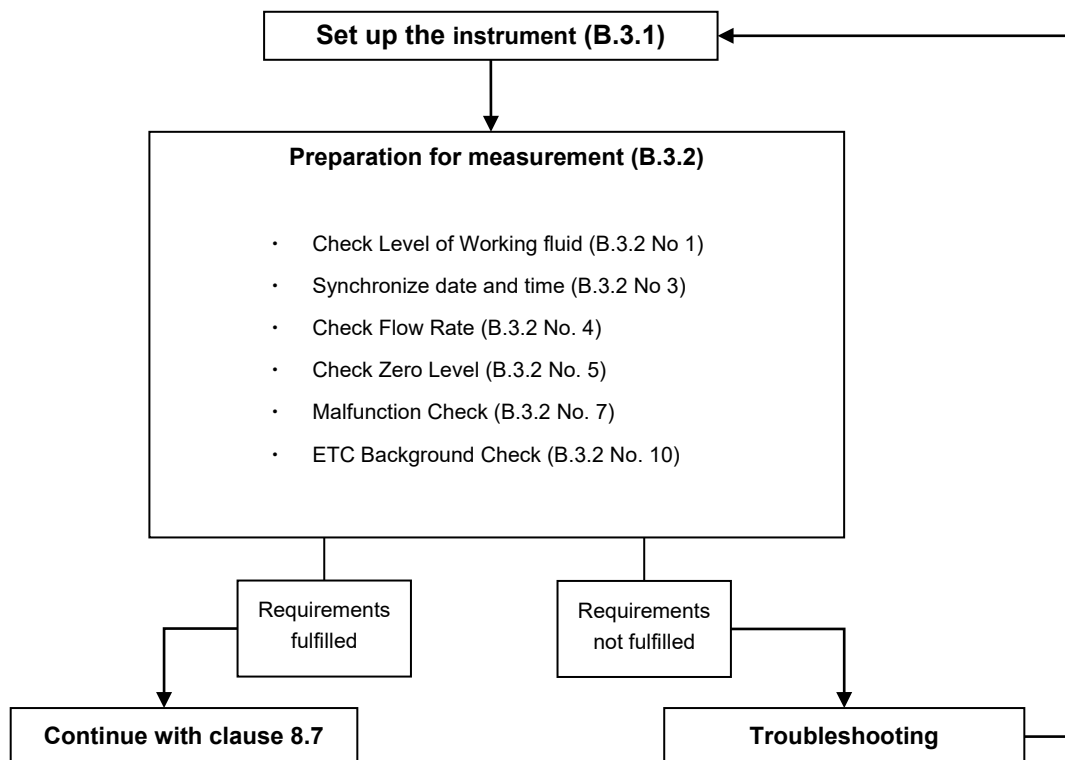 Set up the instrument (B.3.1)
Preparation for measurement (B.3.2)
· Check Level of Working fluid (B.3.2 No 1)
· Synchronize date and time (B.3.2 No 3)
· Check Flow Rate (B.3.2 No. 4)
· Check Zero Level (B.3.2 No. 5)
· Malfunction Check (B.3.2 No. 7)
· ETC Background Check (B.3.2 No. 10)
Requirements
fulfilled
Requirements
not fulfilled
Continue with clause 8.7
Troubleshooting